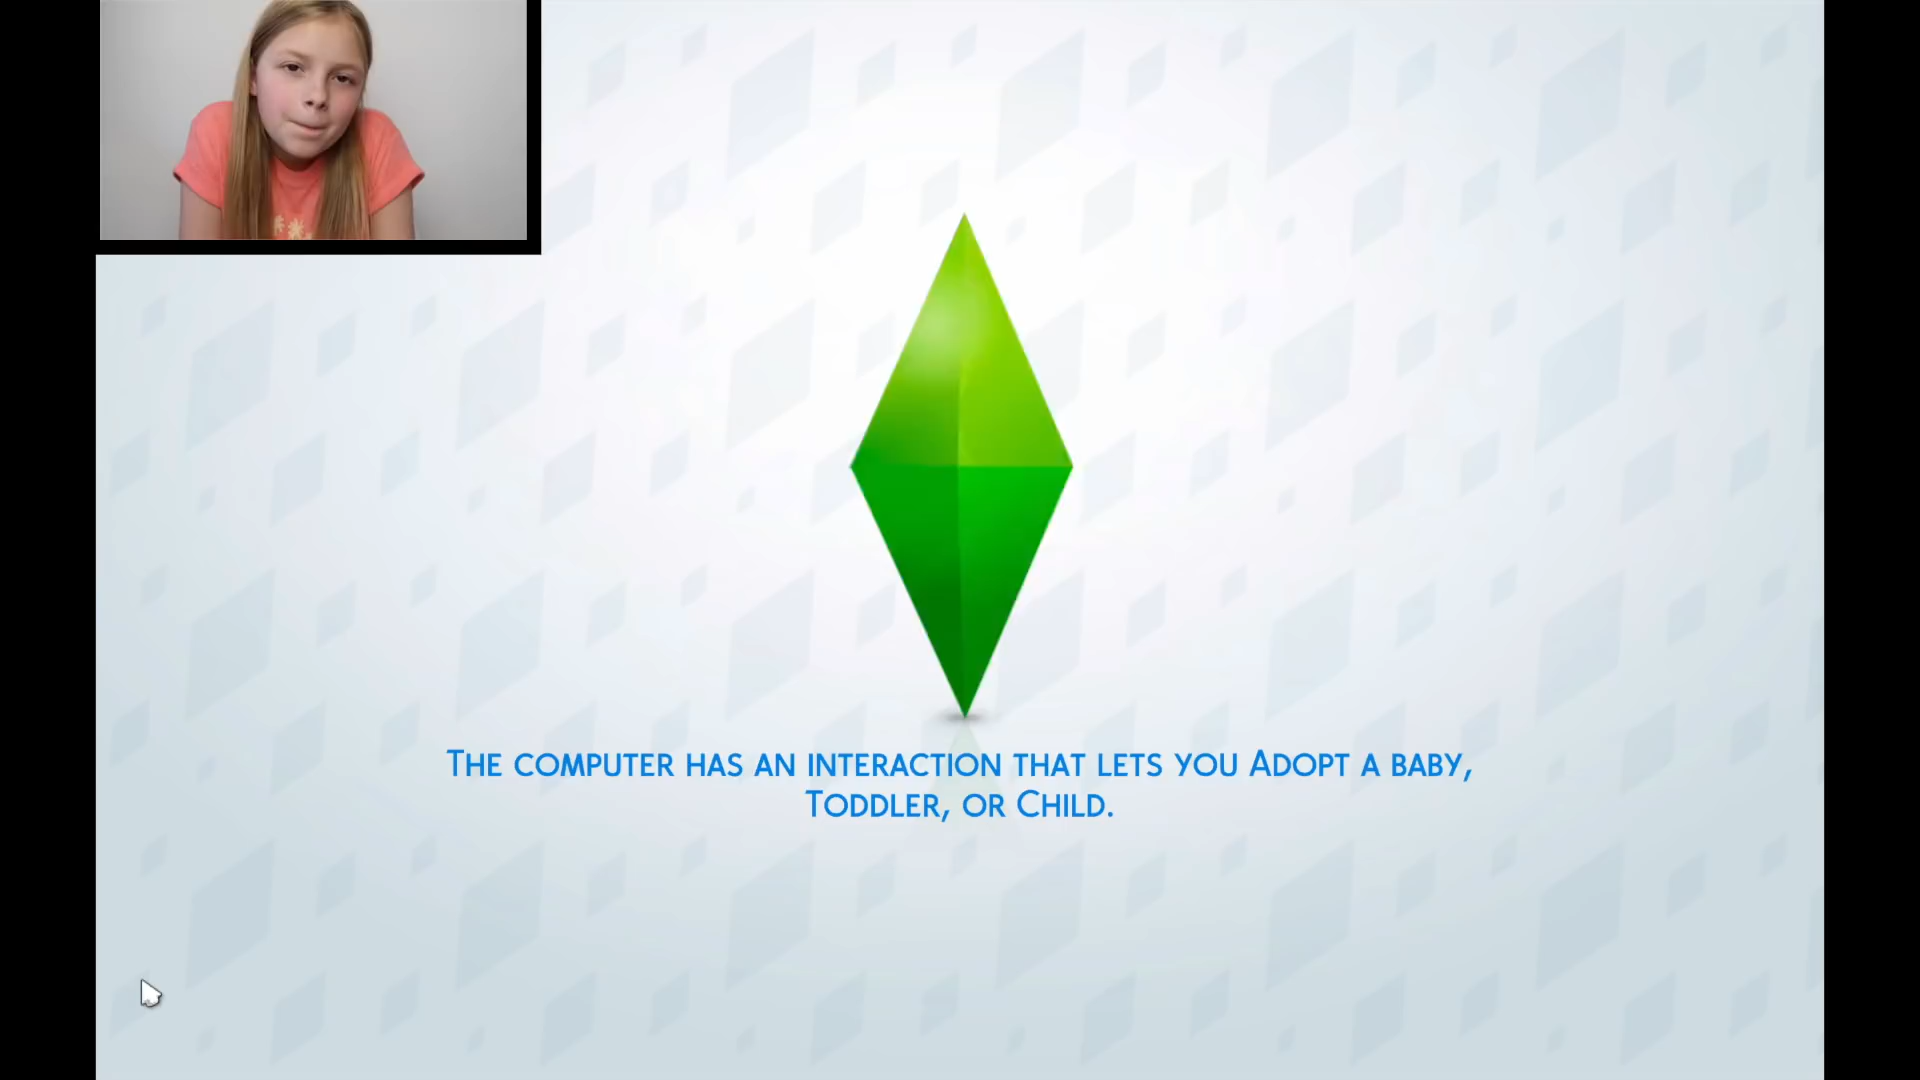 The computer has an interaction that lets you Adopt a baby,
Toddler, or Child.